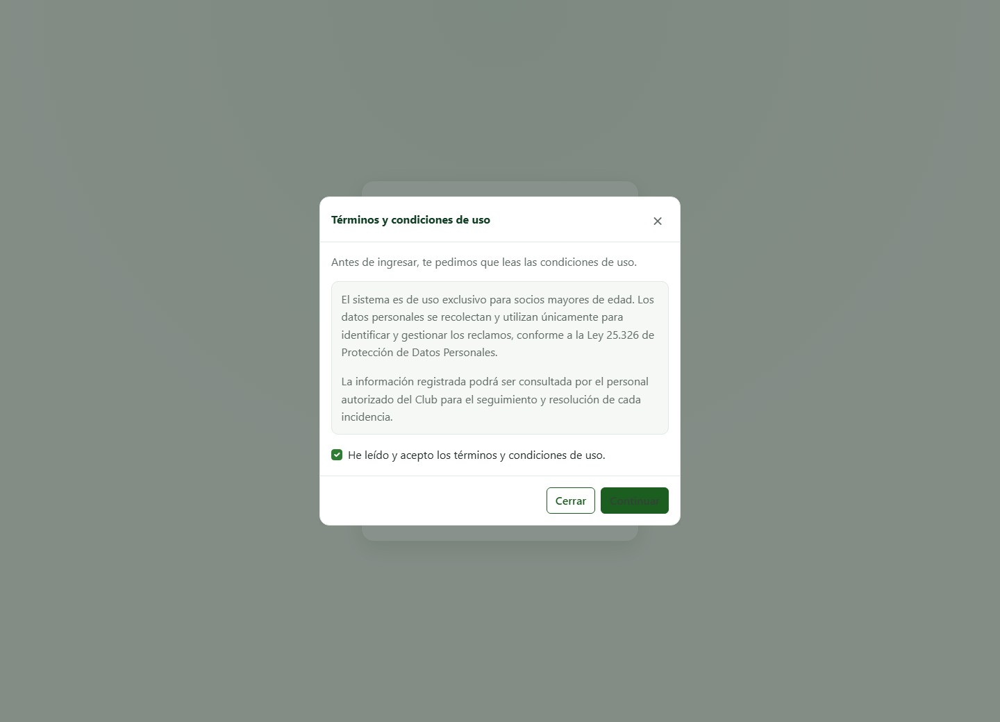 Términos y condiciones de uso
×
Antes de ingresar, te pedimos que leas las condiciones de uso.
El sistema es de uso exclusivo para socios mayores de edad. Los
datos personales se recolectan y utilizan únicamente para
identificar y gestionar los reclamos, conforme a la Ley 25.326 de
Protección de Datos Personales.
La información registrada podrá ser consultada por el personal
autorizado del Club para el seguimiento y resolución de cada
incidencia.
He leído y acepto los términos y condiciones de uso.
Cerrar
Continuar